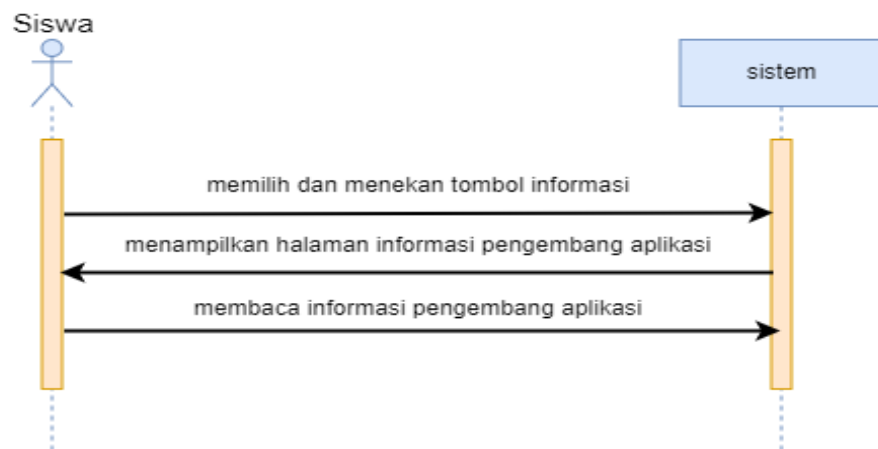 Siswa
sistem
memilih dan menekan tombol informasi
menampilkan halaman informasi pengembang aplikasi
membaca informasi pengembang aplikasi